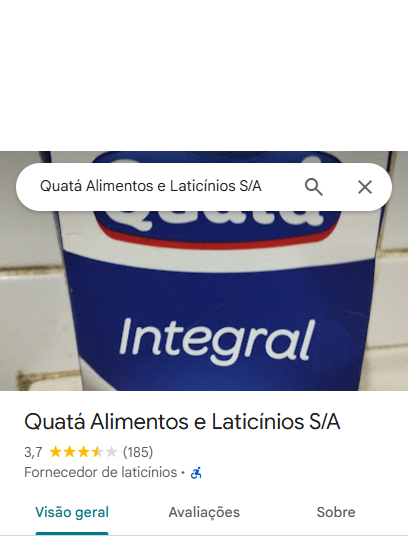 Quatá Alimentos e Laticínios S/A
Quatá
Integral
Quatá Alimentos e Laticínios S/A
3,7 (185)
Fornecedor de laticínios ·
Visão geral
Avaliações
Sobre